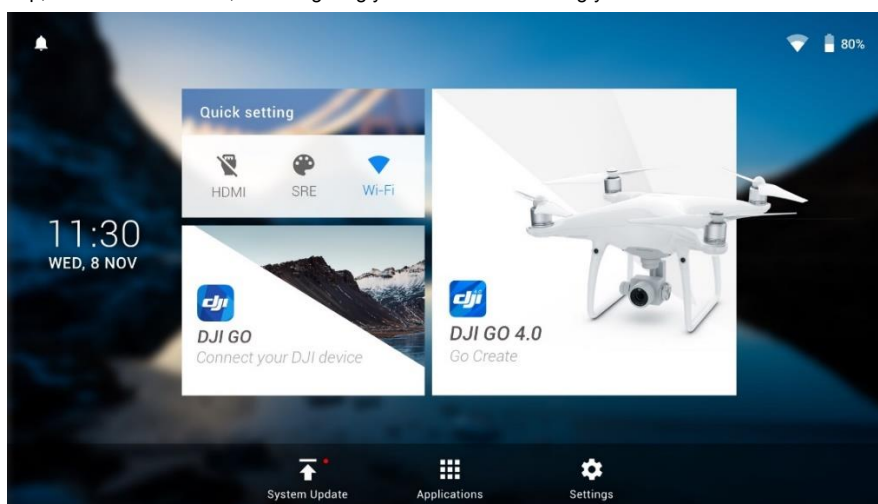 80%
Quick setting
HDMI
SRE
Wi-Fi
11:30
WED, 8 NOV
dji
DJI GO
Connect your DJI device
dji
DJI GO 4.0
Go Create
System Update
Applications
Settings